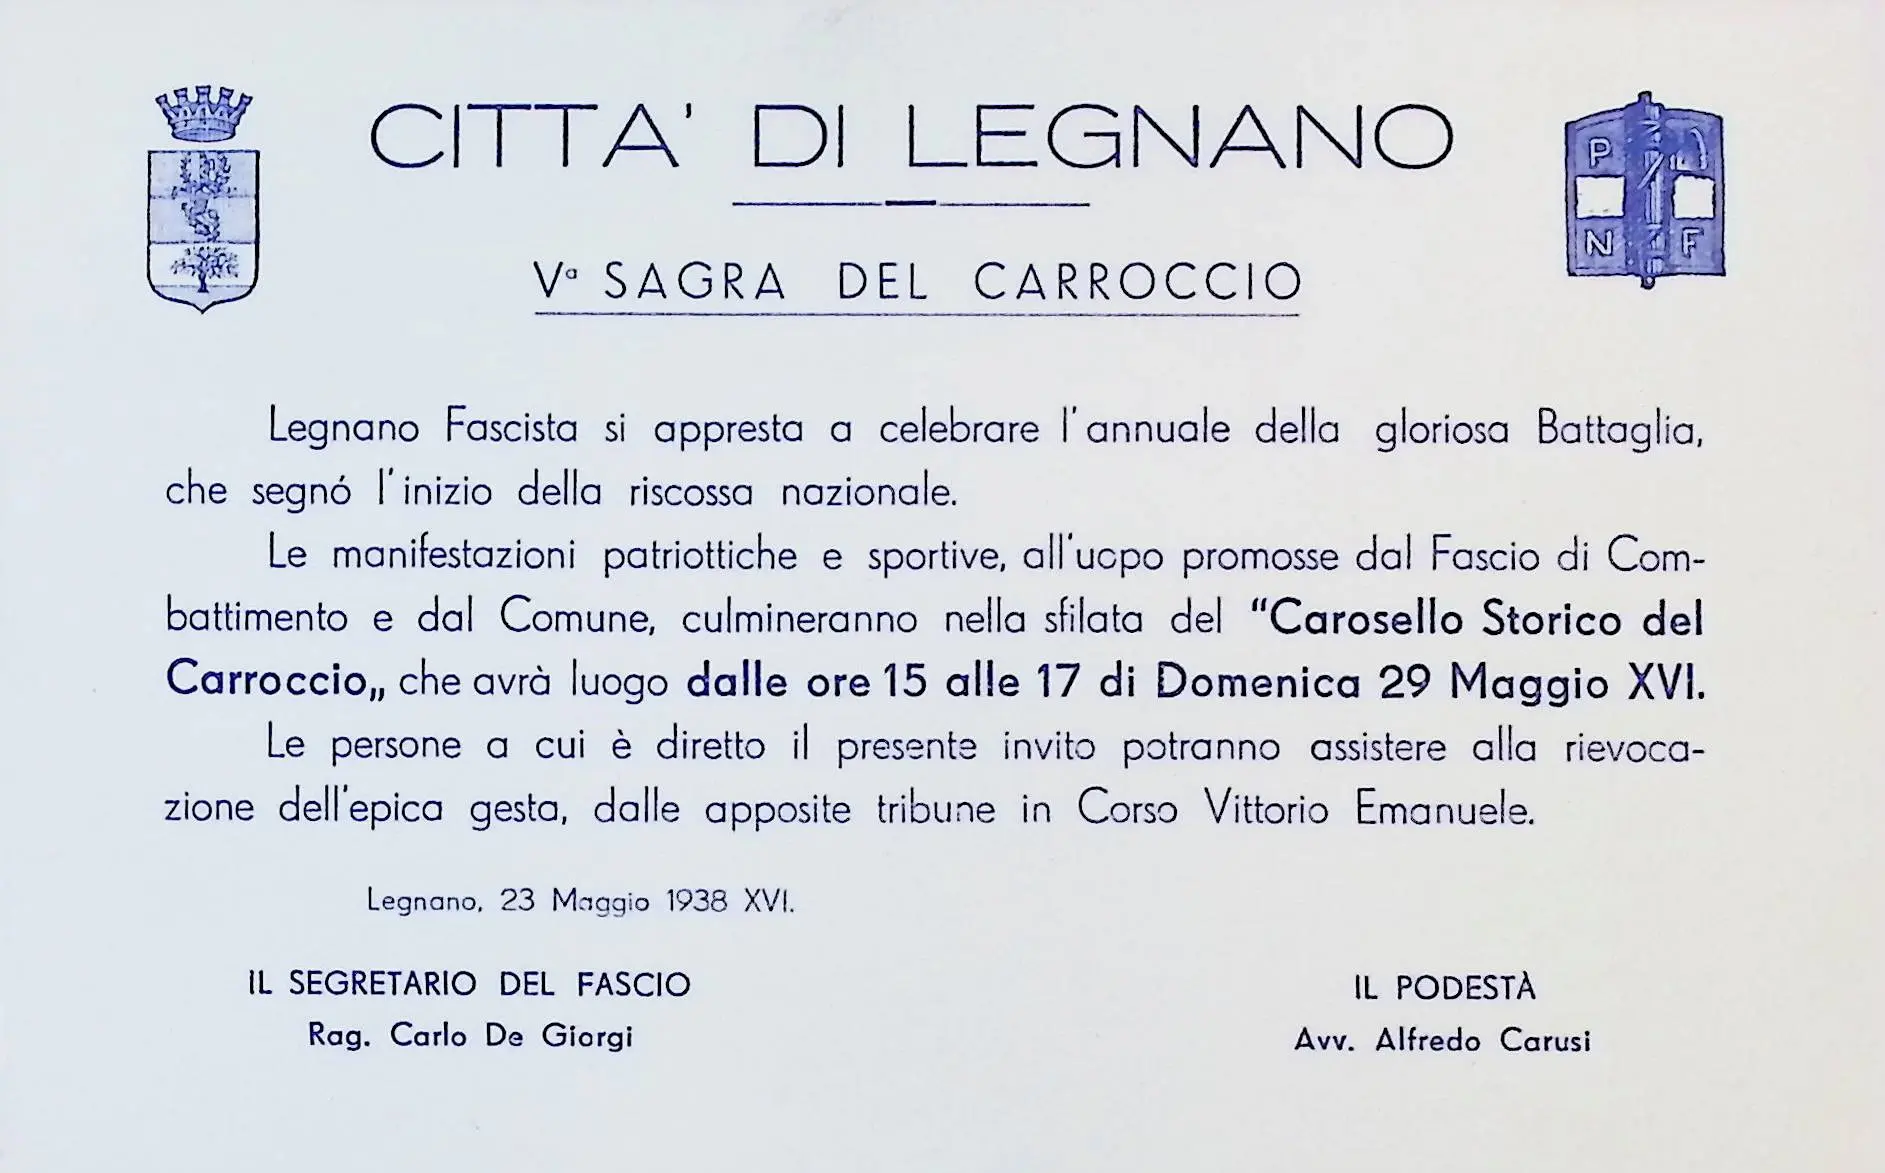 CITTA' DI LEGNANO
P
N F
Vª SAGRA DEL CARROCCIO
Legnano Fascista si appresta a celebrare l'annuale della gloriosa Battaglia,
che segnó l'inizio della riscossa nazionale.
Le manifestazioni patriottiche e sportive, all'uopo promosse dal Fascio di Com-
battimento e dal Comune, culmineranno nella sfilata del "Carosello Storico del
Carroccio„ che avrà luogo dalle ore 15 alle 17 di Domenica 29 Maggio XVI.
Le persone a cui è diretto il presente invito potranno assistere alla rievoca-
zione dell'epica gesta, dalle apposite tribune in Corso Vittorio Emanuele.
Legnano, 23 Maggio 1938 XVI.
IL SEGRETARIO DEL FASCIO
Rag. Carlo De Giorgi
IL PODESTÀ
Avv. Alfredo Carusi